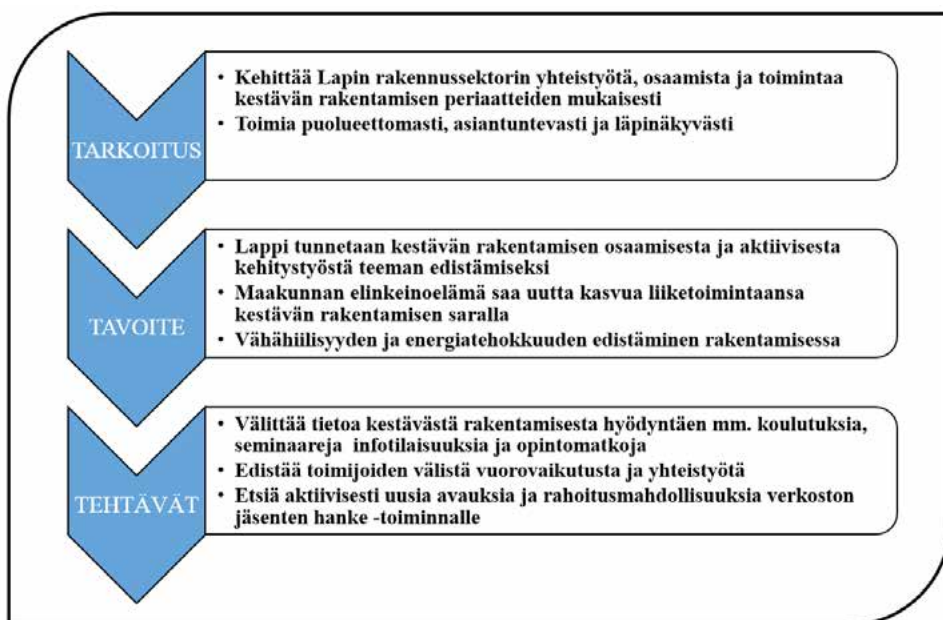 TARKOITUS
• Kehittää Lapin rakennussektorin yhteistyötä, osaamista ja toimintaa
kestävän rakentamisen periaatteiden mukaisesti
• Toimia puolueettomasti, asiantuntevasti ja läpinäkyvästi
TAVOITE
• Lappi tunnetaan kestävän rakentamisen osaamisesta ja aktiivisesta
kehitystyöstä teeman edistämiseksi
• Maakunnan elinkeinoelämä saa uutta kasvua liiketoimintaansa
kestävän rakentamisen saralla
• Vähähiilisyyden ja energiatehokkuuden edistäminen rakentamisessa
TEHTÄVÄT
• Välittää tietoa kestävästä rakentamisesta hyödyntäen mm. koulutuksia,
seminaareja infotilaisuuksia ja opintomatkoja
• Edistää toimijoiden välistä vuorovaikutusta ja yhteistyötä
• Etsiä aktiivisesti uusia avauksia ja rahoitusmahdollisuuksia verkoston
jäsenten hanke -toiminnalle